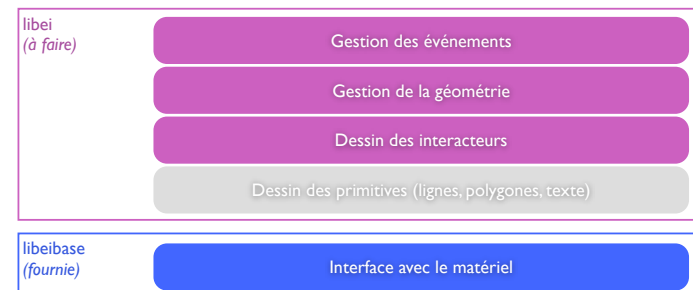 libei
(à faire)
Gestion des événements
Gestion de la géométrie
Dessin des interacteurs
Dessin des primitives (lignes, polygones, texte)
libeibase
(fournie)
Interface avec le matériel